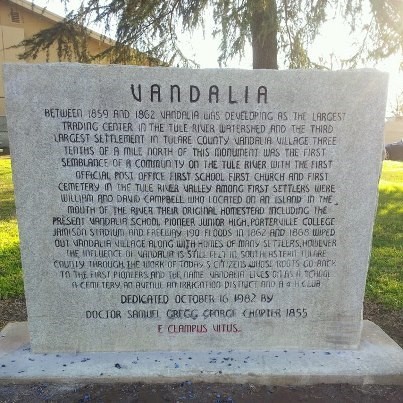 VANDALIA
BETWEEN 1859 AND 1862 VANDALIA WAS DEVELOPING AS THE LARGEST
TRADING CENTER IN THE TULE RIVER WATERSHED AND THE THIRD
LARGEST SETTLEMENT IN TULARE COUNTY. VANDALIA VILLAGE THREE
TENTHS OF A MILE NORTH OF THIS MONUMENT WAS THE FIRST
SEMBLANCE OF A COMMUNITY ON THE TULE RIVER WITH THE FIRST
OFFICIAL POST OFFICE FIRST SCHOOL FIRST CHURCH AND FIRST
CEMETERY IN THE TULE RIVER VALLEY AMONG FIRST SETTLERS WERE
WILLIAM AND DAVID CAMPBELL WHO LOCATED ON AN ISLAND IN THE
MOUTH OF THE RIVER THEIR ORIGINAL HOMESTEAD INCLUDING THE
PRESENT VANDALIA SCHOOL PIONEER JUNIOR HIGH, PORTERVILLE COLLEGE
JAMISON STADIUM AND FREEWAY 190 FLOODS IN 1862 AND 1868 WIPED
OUT VANDALIA VILLAGE ALONG WITH HOMES OF MANY SETTLERS, HOWEVER
THE INFLUENCE OF VANDALIA IS STILL FELT IN SOUTHEASTERN TULARE
COUNTY THROUGH THE WORK OF TODAY'S CITIZENS WHOSE ROOTS GO BACK
TO THE FIRST PIONEERS AND THE NAME VANDALIA LIVES ON AS A SCHOOL
A CEMETERY AN AVENUE AN IRRIGATION DISTRICT AND A 4 H CLUB
DEDICATED OCTOBER 16 1982 BY
DOCTOR SAMUEL GREGG GEORGE CHAPTER 1855
E CLAMPUS VITUS